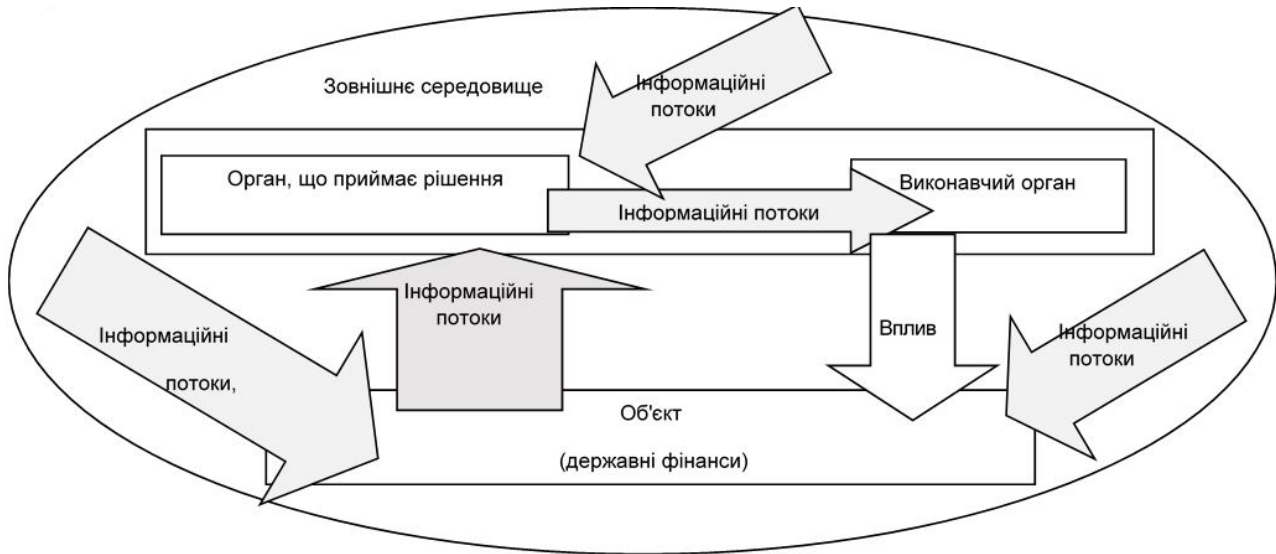 Зовнішнє середовище
Інформаційні
потоки
Орган, що приймає рішення
Виконавчий орган
Інформаційні потоки
Інформаційні
потоки
Вплив
Інформаційні
потоки
Інформаційні
потоки,
Об'єкт
(державні фінанси)